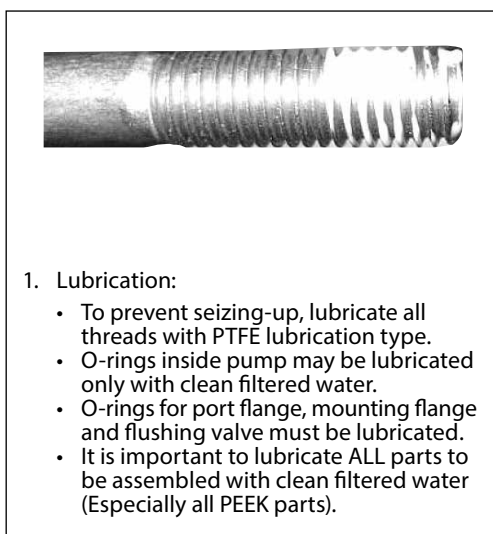 1. Lubrication:
• To prevent seizing-up, lubricate all
threads with PTFE lubrication type.
• O-rings inside pump may be lubricated
only with clean filtered water.
• O-rings for port flange, mounting flange
and flushing valve must be lubricated.
• It is important to lubricate ALL parts to
be assembled with clean filtered water
(Especially all PEEK parts).